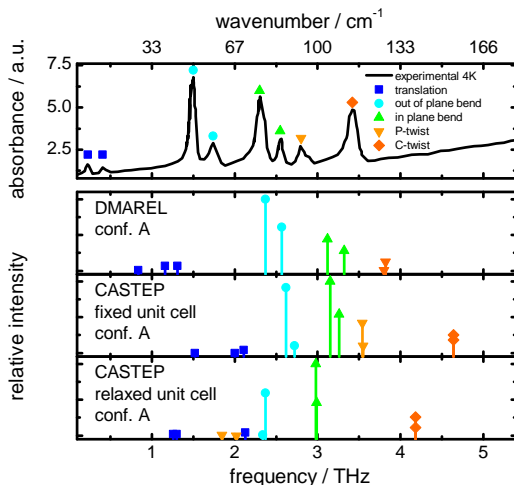 wavenumber / cm⁻¹
33 67 100 133 166
absorbance / a.u.
7.5
5.0
2.5
experimental 4K
translation
out of plane bend
in plane bend
P-twist
C-twist
relative intensity
DMAREL
conf. A
CASTEP
fixed unit cell
conf. A
CASTEP
relaxed unit cell
conf. A
1 2 3 4 5
frequency / THz